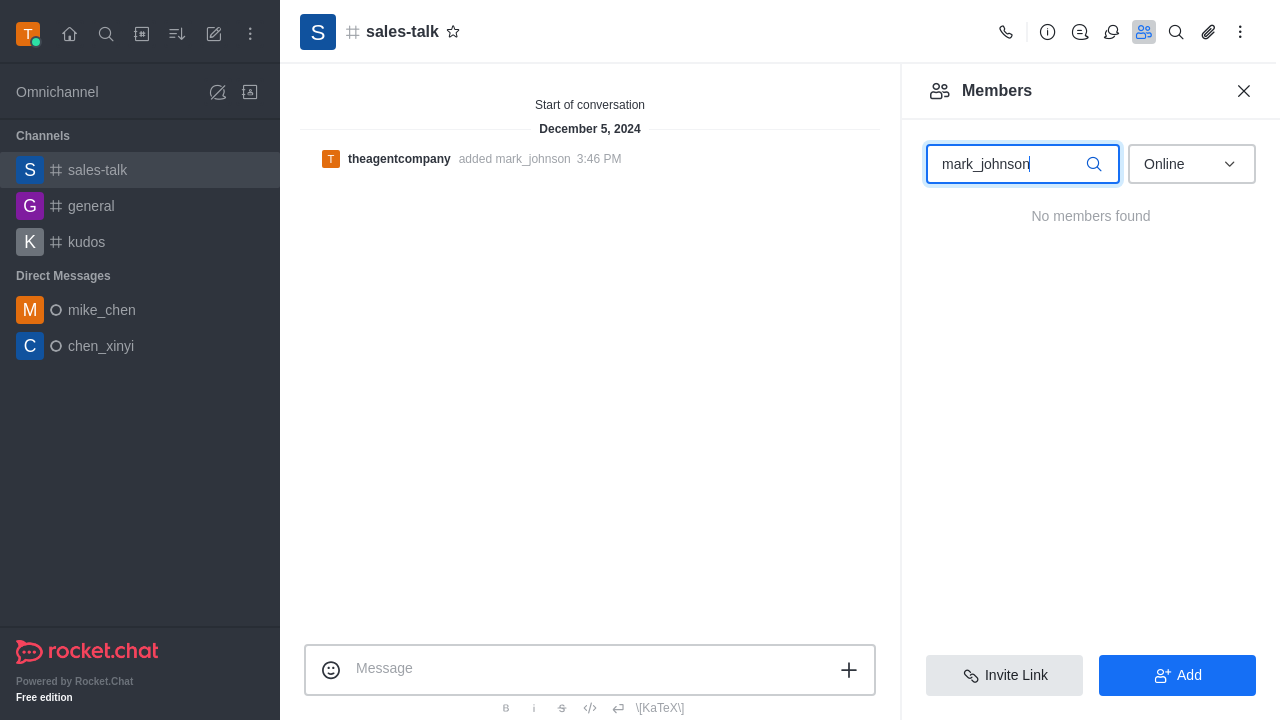 T
Omnichannel
Channels
S sales-talk
G general
K kudos
Direct Messages
M mike_chen
C chen_xinyi
rocket.chat
Powered by Rocket.Chat
Free edition
S sales-talk
Start of conversation
December 5, 2024
T theagentcompany added mark_johnson 3:46 PM
Message
B i S \[KaTeX\]
Members
mark_johnson
Online
No members found
Invite Link
Add